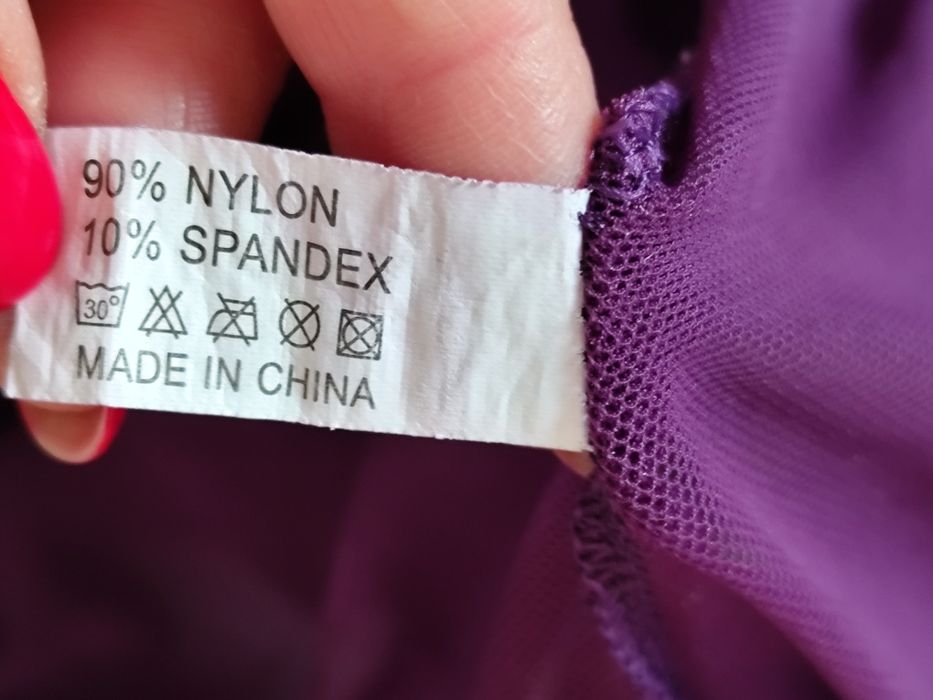 90% NYLON
10% SPANDEX
30°
MADE IN CHINA